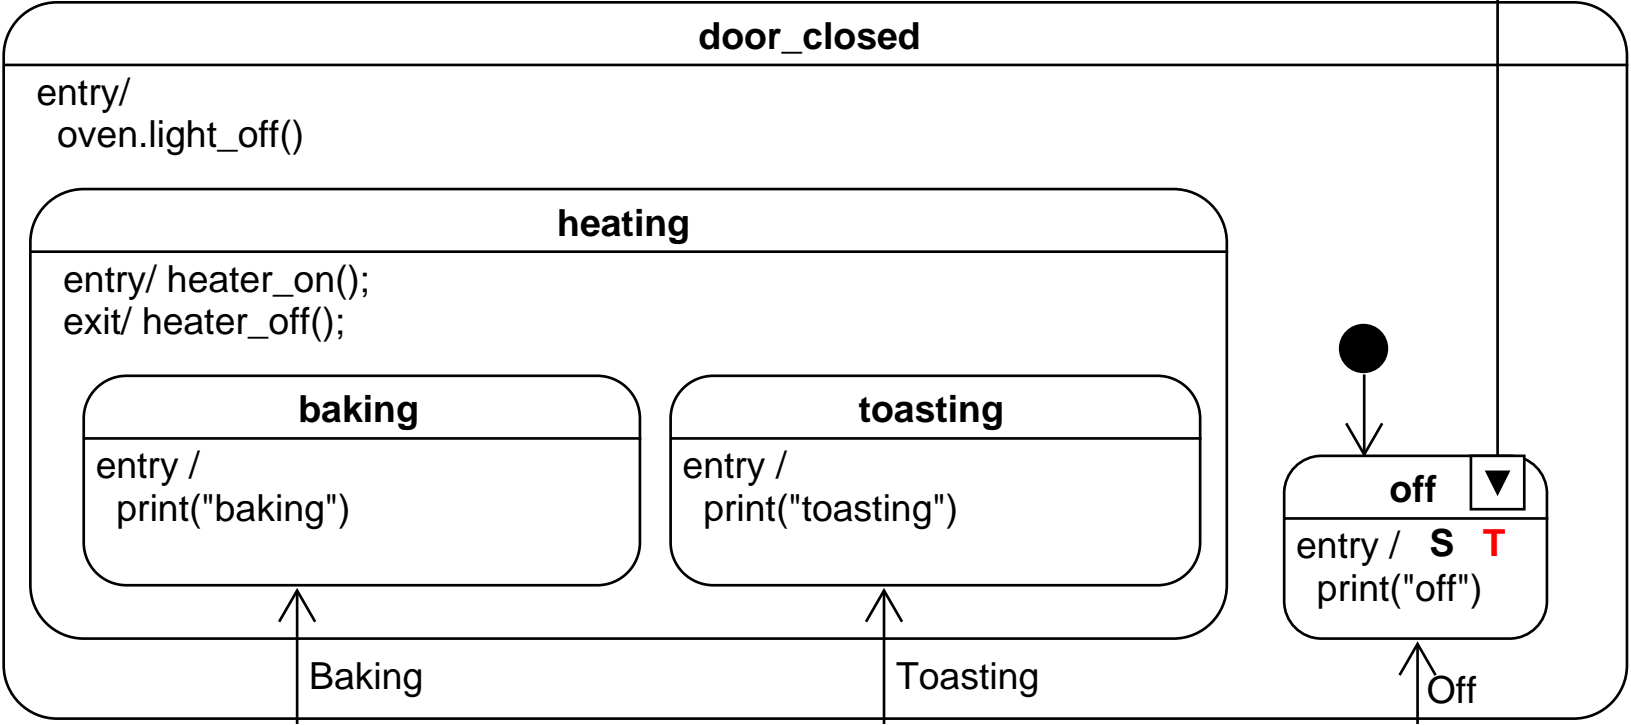 door_closed
entry/
oven.light_off()
heating
entry/ heater_on();
exit/ heater_off();
baking
entry /
print("baking")
toasting
entry /
print("toasting")
off
entry / S T
print("off")
Baking
Toasting
Off